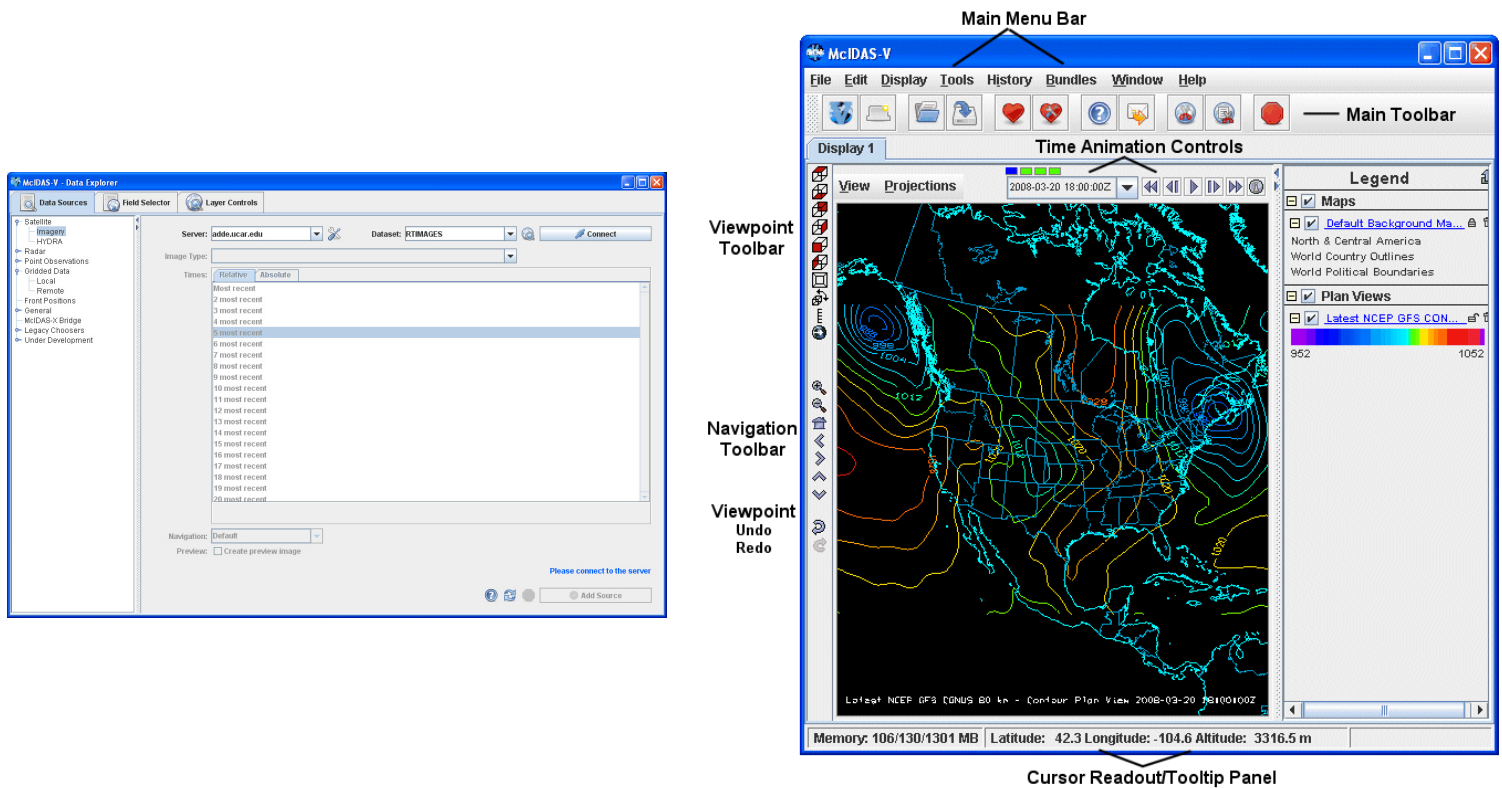 McIDAS-V - Data Explorer
Data Sources Field Selector Layer Controls
Satellite
Imagery
HYDRA
Radar
Point Observations
Gridded Data
Local
Remote
Front Positions
General
McIDAS-X Bridge
Legacy Choosers
Under Development
Server: adde.ucar.edu Dataset: RTIMAGES Connect
Image Type:
Times: Relative Absolute
Most recent
2 most recent
3 most recent
4 most recent
5 most recent
6 most recent
7 most recent
8 most recent
9 most recent
10 most recent
11 most recent
12 most recent
13 most recent
14 most recent
15 most recent
16 most recent
17 most recent
18 most recent
19 most recent
20 most recent
Navigation: Default
Preview: Create preview image
Please connect to the server
Add Source
Main Menu Bar
McIDAS-V
File Edit Display Tools History Bundles Window Help
Main Toolbar
Display 1
Time Animation Controls
View Projections 2008-03-20 18:00:00Z
Viewpoint
Toolbar
Navigation
Toolbar
Viewpoint
Undo
Redo
1004
1012
1012
1020
1020
1020
Latest NCEP GFS CONUS 80 km - Contour Plan View 2008-03-20 18:00:00Z
Legend
Maps
Default Background Ma...
North & Central America
World Country Outlines
World Political Boundaries
Plan Views
Latest NCEP GFS CON...
952 1052
Memory: 106/130/1301 MB Latitude: 42.3 Longitude: -104.6 Altitude: 3316.5 m
Cursor Readout/Tooltip Panel